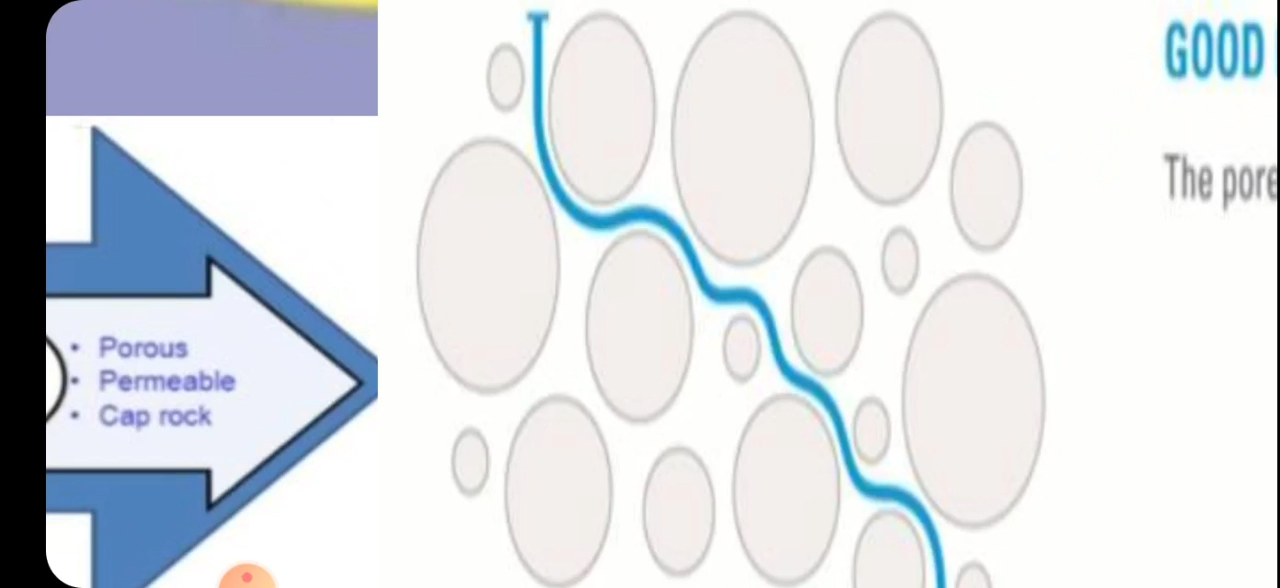 • Porous
• Permeable
• Cap rock
GOOD
The pore